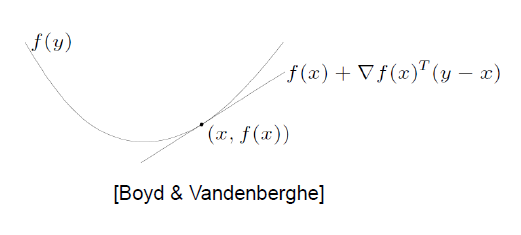 f(y)
f(x) + ∇f(x)ᵀ(y − x)
(x, f(x))
[Boyd & Vandenberghe]